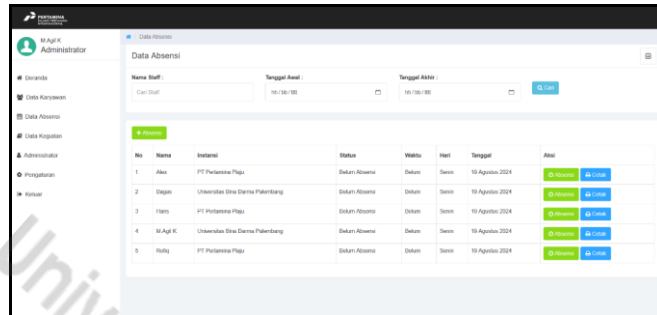 PERTAMINA
M.Agil K
Administrator
Beranda
Data Karyawan
Data Absensi
Data Kegiatan
Administrator
Pengaturan
Keluar
Data Absensi
Data Absensi
Nama Staff :
Tanggal Awal :
Tanggal Akhir :
Cari Staff
hh/bb/tttt
hh/bb/tttt
Cari
+ Absensi
No Nama Instansi Status Waktu Hari Tanggal Aksi
1 Alex PT Pertamina Plaju Belum Absensi Belum Senin 19 Agustus 2024 Absensi Cetak
2 Bagas Universitas Bina Darma Palembang Belum Absensi Belum Senin 19 Agustus 2024 Absensi Cetak
3 Haris PT Pertamina Plaju Belum Absensi Belum Senin 19 Agustus 2024 Absensi Cetak
4 M.Agil K Universitas Bina Darma Palembang Belum Absensi Belum Senin 19 Agustus 2024 Absensi Cetak
5 Rofiq PT Pertamina Plaju Belum Absensi Belum Senin 19 Agustus 2024 Absensi Cetak
Univ